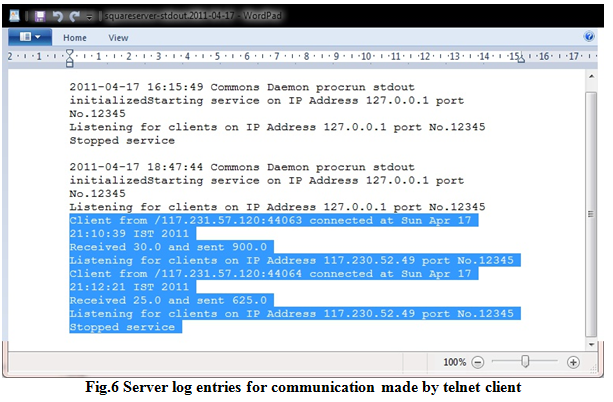 squareserver-stdout.2011-04-17 - WordPad
Home View
2 · 1 · 1 · 2 · 3 · 4 · 5 · 6 · 7 · 8 · 9 · 10 · 11 · 12 · 13 · 14 · 15 · 16 · 17
2011-04-17 16:15:49 Commons Daemon procrun stdout
initializedStarting service on IP Address 127.0.0.1 port
No.12345
Listening for clients on IP Address 127.0.0.1 port No.12345
Stopped service
2011-04-17 18:47:44 Commons Daemon procrun stdout
initializedStarting service on IP Address 127.0.0.1 port
No.12345
Listening for clients on IP Address 127.0.0.1 port No.12345
Client from /117.231.57.120:44063 connected at Sun Apr 17
21:10:39 IST 2011
Received 30.0 and sent 900.0
Listening for clients on IP Address 117.230.52.49 port No.12345
Client from /117.231.57.120:44064 connected at Sun Apr 17
21:12:21 IST 2011
Received 25.0 and sent 625.0
Listening for clients on IP Address 117.230.52.49 port No.12345
Stopped service
100%
Fig.6 Server log entries for communication made by telnet client